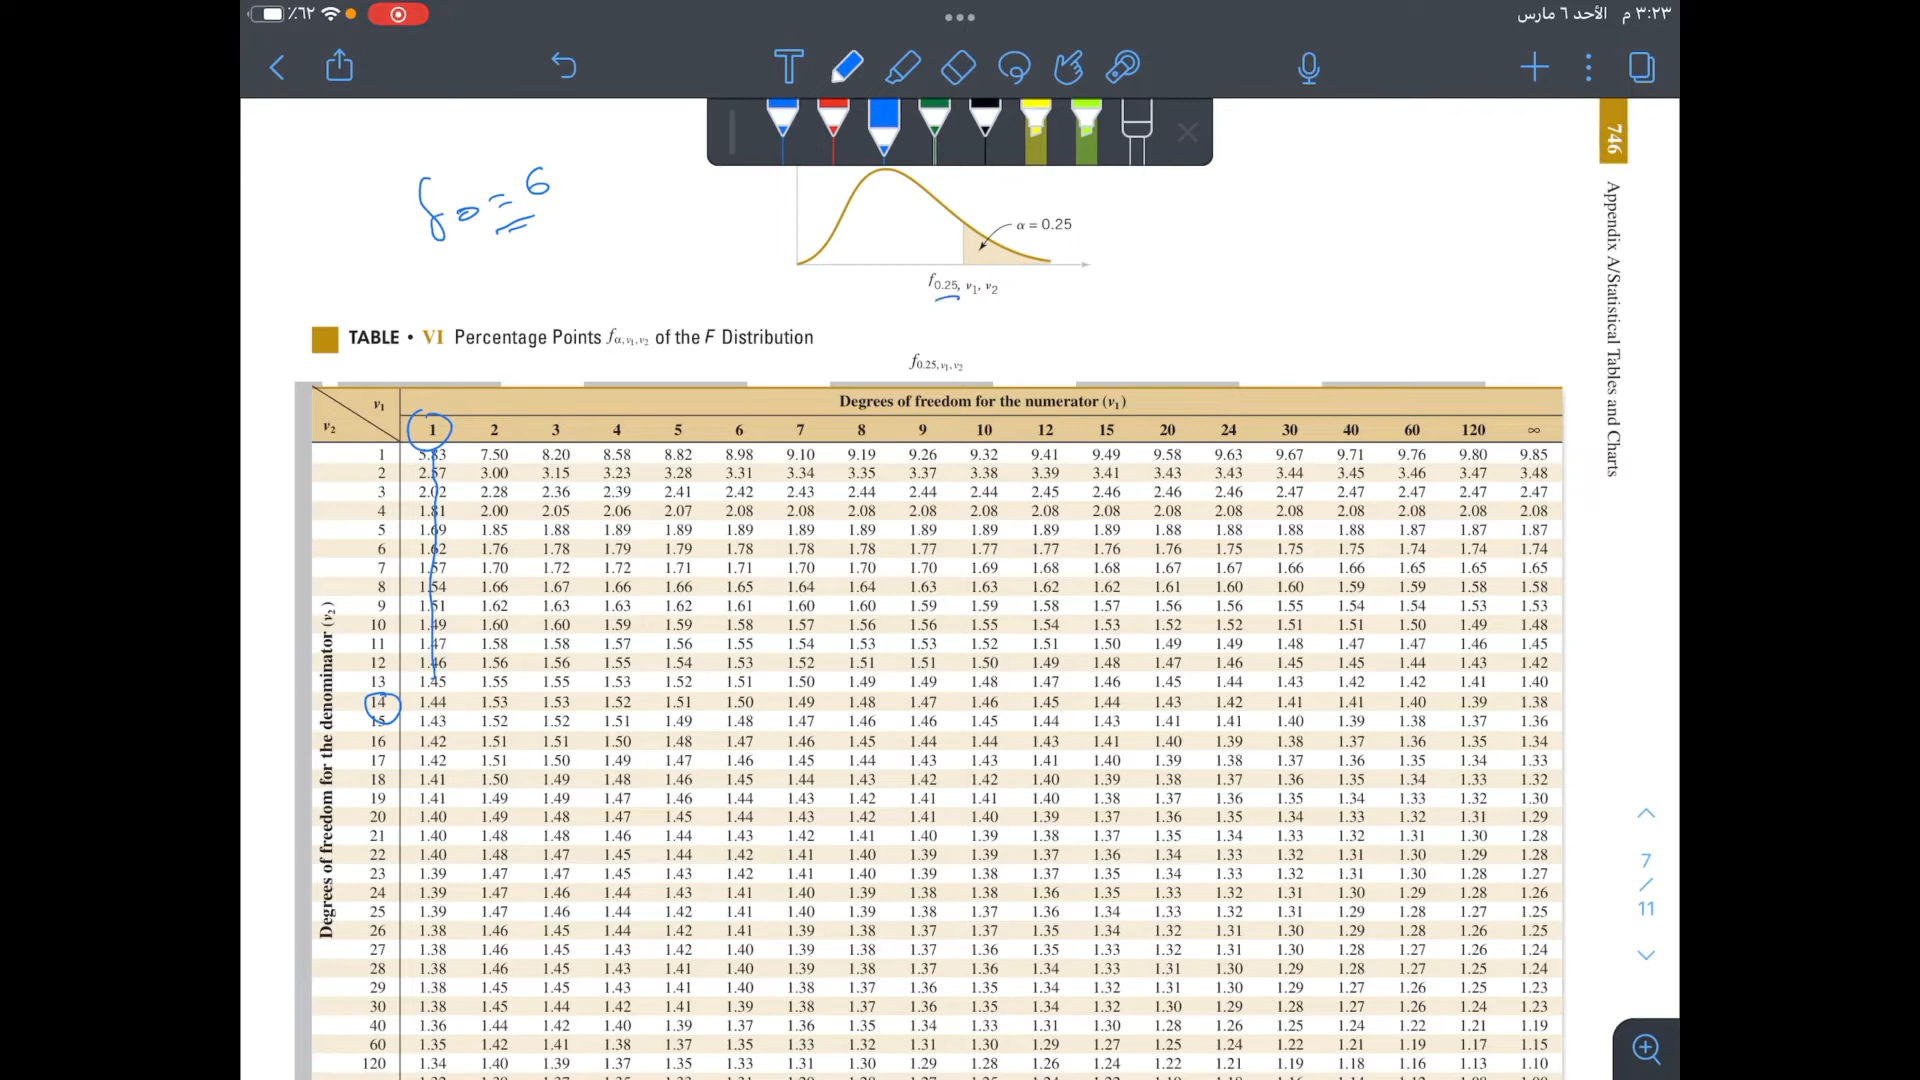 ٪٦٢
٣:٢٣ م الأحد ٦ مارس
746
Appendix A/Statistical Tables and Charts
f0 = 6
α = 0.25
f0.25, v1, v2
TABLE • VI Percentage Points fα,v1,v2 of the F Distribution
f0.25,v1,v2
v1 Degrees of freedom for the numerator (v1)
v2 1 2 3 4 5 6 7 8 9 10 12 15 20 24 30 40 60 120 ∞
Degrees of freedom for the denominator (v2)
1 5.83 7.50 8.20 8.58 8.82 8.98 9.10 9.19 9.26 9.32 9.41 9.49 9.58 9.63 9.67 9.71 9.76 9.80 9.85
2 2.57 3.00 3.15 3.23 3.28 3.31 3.34 3.35 3.37 3.38 3.39 3.41 3.43 3.43 3.44 3.45 3.46 3.47 3.48
3 2.02 2.28 2.36 2.39 2.41 2.42 2.43 2.44 2.44 2.44 2.45 2.46 2.46 2.46 2.47 2.47 2.47 2.47 2.47
4 1.81 2.00 2.05 2.06 2.07 2.08 2.08 2.08 2.08 2.08 2.08 2.08 2.08 2.08 2.08 2.08 2.08 2.08 2.08
5 1.69 1.85 1.88 1.89 1.89 1.89 1.89 1.89 1.89 1.89 1.89 1.89 1.88 1.88 1.88 1.88 1.87 1.87 1.87
6 1.62 1.76 1.78 1.79 1.79 1.78 1.78 1.78 1.77 1.77 1.77 1.76 1.76 1.75 1.75 1.75 1.74 1.74 1.74
7 1.57 1.70 1.72 1.72 1.71 1.71 1.70 1.70 1.70 1.69 1.68 1.68 1.67 1.67 1.66 1.66 1.65 1.65 1.65
8 1.54 1.66 1.67 1.66 1.66 1.65 1.64 1.64 1.63 1.63 1.62 1.62 1.61 1.60 1.60 1.59 1.59 1.58 1.58
9 1.51 1.62 1.63 1.63 1.62 1.61 1.60 1.60 1.59 1.59 1.58 1.57 1.56 1.56 1.55 1.54 1.54 1.53 1.53
10 1.49 1.60 1.60 1.59 1.59 1.58 1.57 1.56 1.56 1.55 1.54 1.53 1.52 1.52 1.51 1.51 1.50 1.49 1.48
11 1.47 1.58 1.58 1.57 1.56 1.55 1.54 1.53 1.53 1.52 1.51 1.50 1.49 1.49 1.48 1.47 1.47 1.46 1.45
12 1.46 1.56 1.56 1.55 1.54 1.53 1.52 1.51 1.51 1.50 1.49 1.48 1.47 1.46 1.45 1.45 1.44 1.43 1.42
13 1.45 1.55 1.55 1.53 1.52 1.51 1.50 1.49 1.49 1.48 1.47 1.46 1.45 1.44 1.43 1.42 1.42 1.41 1.40
14 1.44 1.53 1.53 1.52 1.51 1.50 1.49 1.48 1.47 1.46 1.45 1.44 1.43 1.42 1.41 1.41 1.40 1.39 1.38
15 1.43 1.52 1.52 1.51 1.49 1.48 1.47 1.46 1.46 1.45 1.44 1.43 1.41 1.41 1.40 1.39 1.38 1.37 1.36
16 1.42 1.51 1.51 1.50 1.48 1.47 1.46 1.45 1.44 1.44 1.43 1.41 1.40 1.39 1.38 1.37 1.36 1.35 1.34
17 1.42 1.51 1.50 1.49 1.47 1.46 1.45 1.44 1.43 1.43 1.41 1.40 1.39 1.38 1.37 1.36 1.35 1.34 1.33
18 1.41 1.50 1.49 1.48 1.46 1.45 1.44 1.43 1.42 1.42 1.40 1.39 1.38 1.37 1.36 1.35 1.34 1.33 1.32
19 1.41 1.49 1.49 1.47 1.46 1.44 1.43 1.42 1.41 1.41 1.40 1.38 1.37 1.36 1.35 1.34 1.33 1.32 1.30
20 1.40 1.49 1.48 1.47 1.45 1.44 1.43 1.42 1.41 1.40 1.39 1.37 1.36 1.35 1.34 1.33 1.32 1.31 1.29
21 1.40 1.48 1.48 1.46 1.44 1.43 1.42 1.41 1.40 1.39 1.38 1.37 1.35 1.34 1.33 1.32 1.31 1.30 1.28
22 1.40 1.48 1.47 1.45 1.44 1.42 1.41 1.40 1.39 1.39 1.37 1.36 1.34 1.33 1.32 1.31 1.30 1.29 1.28
23 1.39 1.47 1.47 1.45 1.43 1.42 1.41 1.40 1.39 1.38 1.37 1.35 1.34 1.33 1.32 1.31 1.30 1.28 1.27
24 1.39 1.47 1.46 1.44 1.43 1.41 1.40 1.39 1.38 1.38 1.36 1.35 1.33 1.32 1.31 1.30 1.29 1.28 1.26
25 1.39 1.47 1.46 1.44 1.42 1.41 1.40 1.39 1.38 1.37 1.36 1.34 1.33 1.32 1.31 1.29 1.28 1.27 1.25
26 1.38 1.46 1.45 1.44 1.42 1.41 1.39 1.38 1.37 1.37 1.35 1.34 1.32 1.31 1.30 1.29 1.28 1.26 1.25
27 1.38 1.46 1.45 1.43 1.42 1.40 1.39 1.38 1.37 1.36 1.35 1.33 1.32 1.31 1.30 1.28 1.27 1.26 1.24
28 1.38 1.46 1.45 1.43 1.41 1.40 1.39 1.38 1.37 1.36 1.34 1.33 1.31 1.30 1.29 1.28 1.27 1.25 1.24
29 1.38 1.45 1.45 1.43 1.41 1.40 1.38 1.37 1.36 1.35 1.34 1.32 1.31 1.30 1.29 1.27 1.26 1.25 1.23
30 1.38 1.45 1.44 1.42 1.41 1.39 1.38 1.37 1.36 1.35 1.34 1.32 1.30 1.29 1.28 1.27 1.26 1.24 1.23
40 1.36 1.44 1.42 1.40 1.39 1.37 1.36 1.35 1.34 1.33 1.31 1.30 1.28 1.26 1.25 1.24 1.22 1.21 1.19
60 1.35 1.42 1.41 1.38 1.37 1.35 1.33 1.32 1.31 1.30 1.29 1.27 1.25 1.24 1.22 1.21 1.19 1.17 1.15
120 1.34 1.40 1.39 1.37 1.35 1.33 1.31 1.30 1.29 1.28 1.26 1.24 1.22 1.21 1.19 1.18 1.16 1.13 1.10
7
/
11